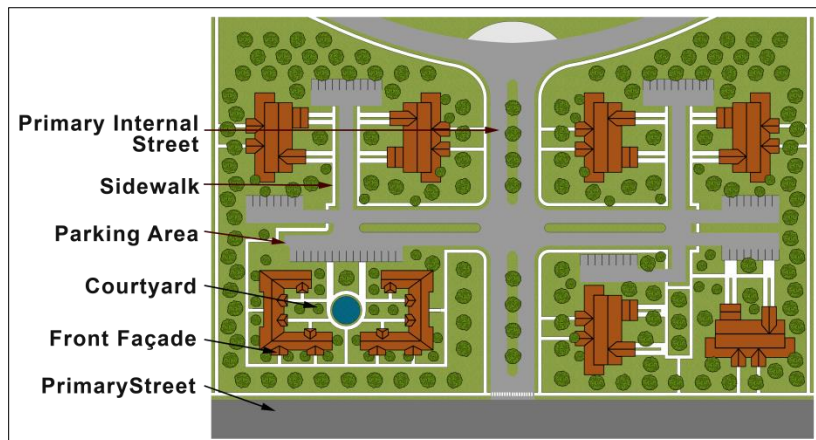 Primary Internal
Street
Sidewalk
Parking Area
Courtyard
Front Façade
PrimaryStreet